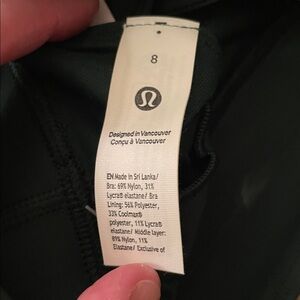 8
Designed in Vancouver
Conçu à Vancouver
EN Made in Sri Lanka/
Bra: 69% Nylon, 31%
Lycra® elastane/ Bra
Lining: 56% Polyester,
33% Coolmax®
polyester, 11% Lycra®
elastane/ Middle layer:
89% Nylon, 11%
Elastane/ Exclusive of